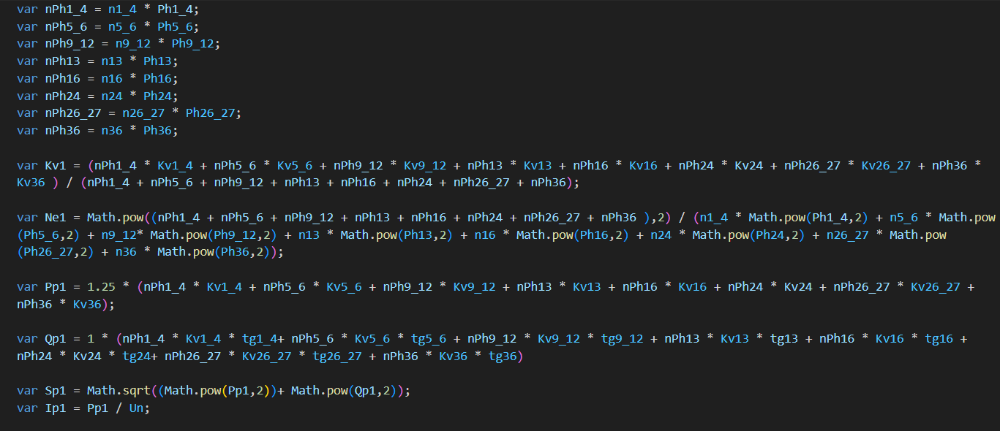 var nPh1_4 = n1_4 * Ph1_4;
var nPh5_6 = n5_6 * Ph5_6;
var nPh9_12 = n9_12 * Ph9_12;
var nPh13 = n13 * Ph13;
var nPh16 = n16 * Ph16;
var nPh24 = n24 * Ph24;
var nPh26_27 = n26_27 * Ph26_27;
var nPh36 = n36 * Ph36;
var Kv1 = (nPh1_4 * Kv1_4 + nPh5_6 * Kv5_6 + nPh9_12 * Kv9_12 + nPh13 * Kv13 + nPh16 * Kv16 + nPh24 * Kv24 + nPh26_27 * Kv26_27 + nPh36 *
Kv36 ) / (nPh1_4 + nPh5_6 + nPh9_12 + nPh13 + nPh16 + nPh24 + nPh26_27 + nPh36);
var Ne1 = Math.pow((nPh1_4 + nPh5_6 + nPh9_12 + nPh13 + nPh16 + nPh24 + nPh26_27 + nPh36 ),2) / (n1_4 * Math.pow(Ph1_4,2) + n5_6 * Math.pow
(Ph5_6,2) + n9_12* Math.pow(Ph9_12,2) + n13 * Math.pow(Ph13,2) + n16 * Math.pow(Ph16,2) + n24 * Math.pow(Ph24,2) + n26_27 * Math.pow
(Ph26_27,2) + n36 * Math.pow(Ph36,2));
var Pp1 = 1.25 * (nPh1_4 * Kv1_4 + nPh5_6 * Kv5_6 + nPh9_12 * Kv9_12 + nPh13 * Kv13 + nPh16 * Kv16 + nPh24 * Kv24 + nPh26_27 * Kv26_27 +
nPh36 * Kv36);
var Qp1 = 1 * (nPh1_4 * Kv1_4 * tg1_4+ nPh5_6 * Kv5_6 * tg5_6 + nPh9_12 * Kv9_12 * tg9_12 + nPh13 * Kv13 * tg13 + nPh16 * Kv16 * tg16 +
nPh24 * Kv24 * tg24+ nPh26_27 * Kv26_27 * tg26_27 + nPh36 * Kv36 * tg36)
var Sp1 = Math.sqrt((Math.pow(Pp1,2))+ Math.pow(Qp1,2));
var Ip1 = Pp1 / Un;